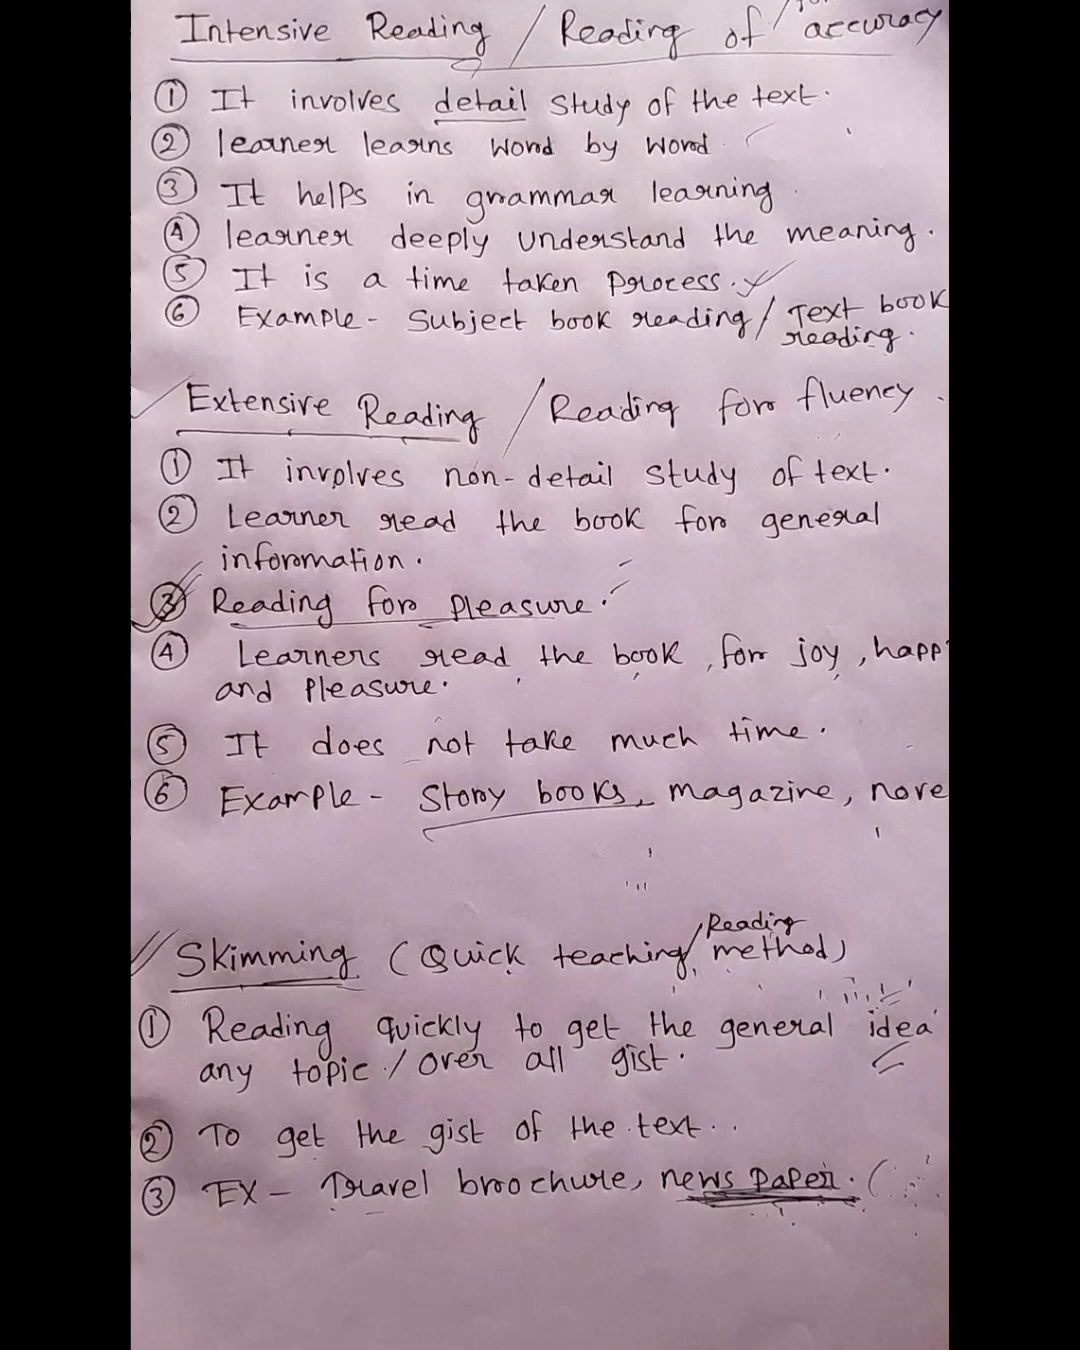 Intensive Reading / Reading of accuracy
① It involves detail study of the text.
② learner learns word by word
③ It helps in grammar learning
④ learner deeply understand the meaning.
⑤ It is a time taken process.
⑥ Example - Subject book reading / Text book
reading.
Extensive Reading / Reading for fluency
① It involves non-detail study of text.
② Learner read the book for general
information.
③ Reading for pleasure.
④ Learners read the book, for joy, happ
and pleasure.
⑤ It does not take much time.
⑥ Example - Story books, magazine, nove
Reading
Skimming (Quick teaching/ method)
① Reading quickly to get the general idea
any topic / over all gist.
② To get the gist of the text..
③ EX - Travel brochure, news paper. (